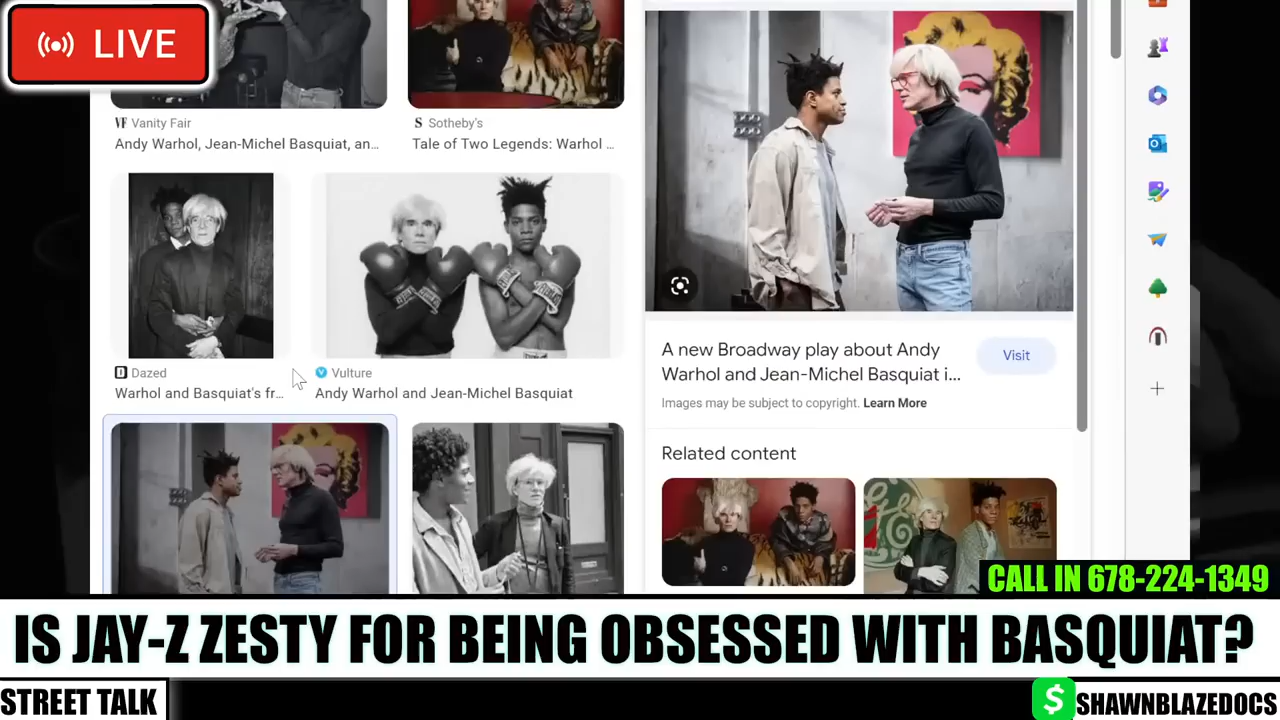 LIVE
VF Vanity Fair
Andy Warhol, Jean-Michel Basquiat, an...
S Sotheby's
Tale of Two Legends: Warhol ...
Dazed
Warhol and Basquiat's fr...
V Vulture
Andy Warhol and Jean-Michel Basquiat
A new Broadway play about Andy
Warhol and Jean-Michel Basquiat i...
Visit
Images may be subject to copyright. Learn More
Related content
CALL IN 678-224-1349
IS JAY-Z ZESTY FOR BEING OBSESSED WITH BASQUIAT?
STREET TALK
$ SHAWNBLAZEDOCS